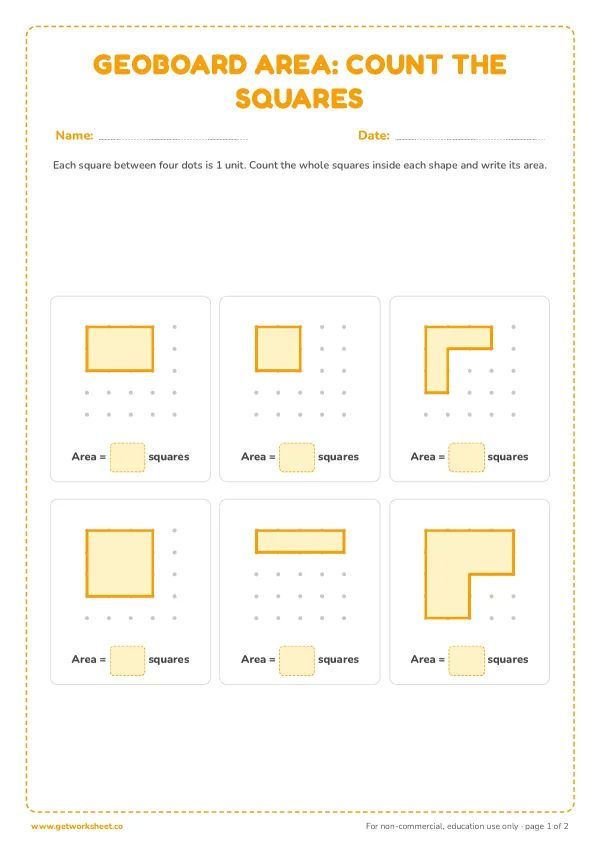 GEOBOARD AREA: COUNT THE
SQUARES
Name:
Date:
Each square between four dots is 1 unit. Count the whole squares inside each shape and write its area.
Area = squares
Area = squares
Area = squares
Area = squares
Area = squares
Area = squares
www.getworksheet.co
For non-commercial, education use only · page 1 of 2